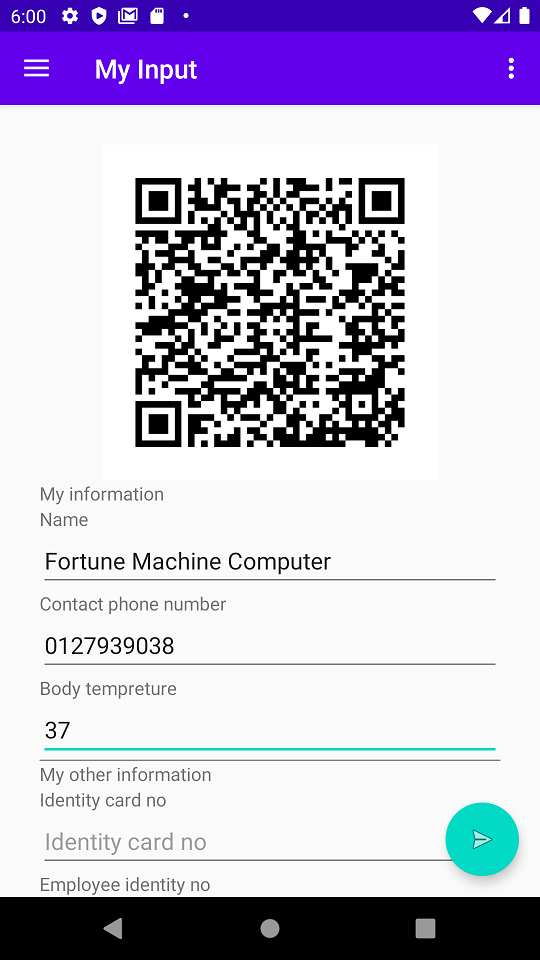 6:00
My Input
My information
Name
Fortune Machine Computer
Contact phone number
0127939038
Body tempreture
37
My other information
Identity card no
Identity card no
Employee identity no